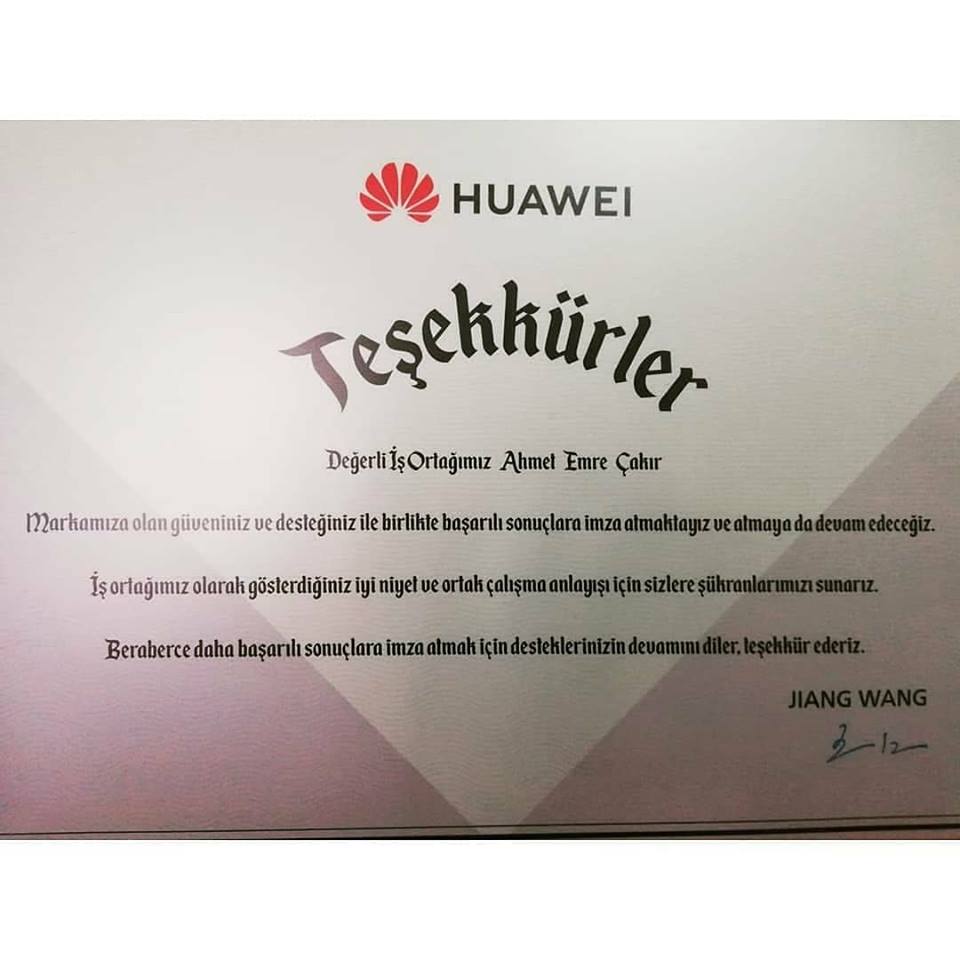 HUAWEI
Teşekkürler
Değerli İş Ortağımız Ahmet Emre Çakır
Markamıza olan güveniniz ve desteğiniz ile birlikte başarılı sonuçlara imza atmaktayız ve atmaya da devam edeceğiz.
İş ortağımız olarak gösterdiğiniz iyi niyet ve ortak çalışma anlayışı için sizlere şükranlarımızı sunarız.
Beraberce daha başarılı sonuçlara imza atmak için desteklerinizin devamını diler, teşekkür ederiz.
JIANG WANG